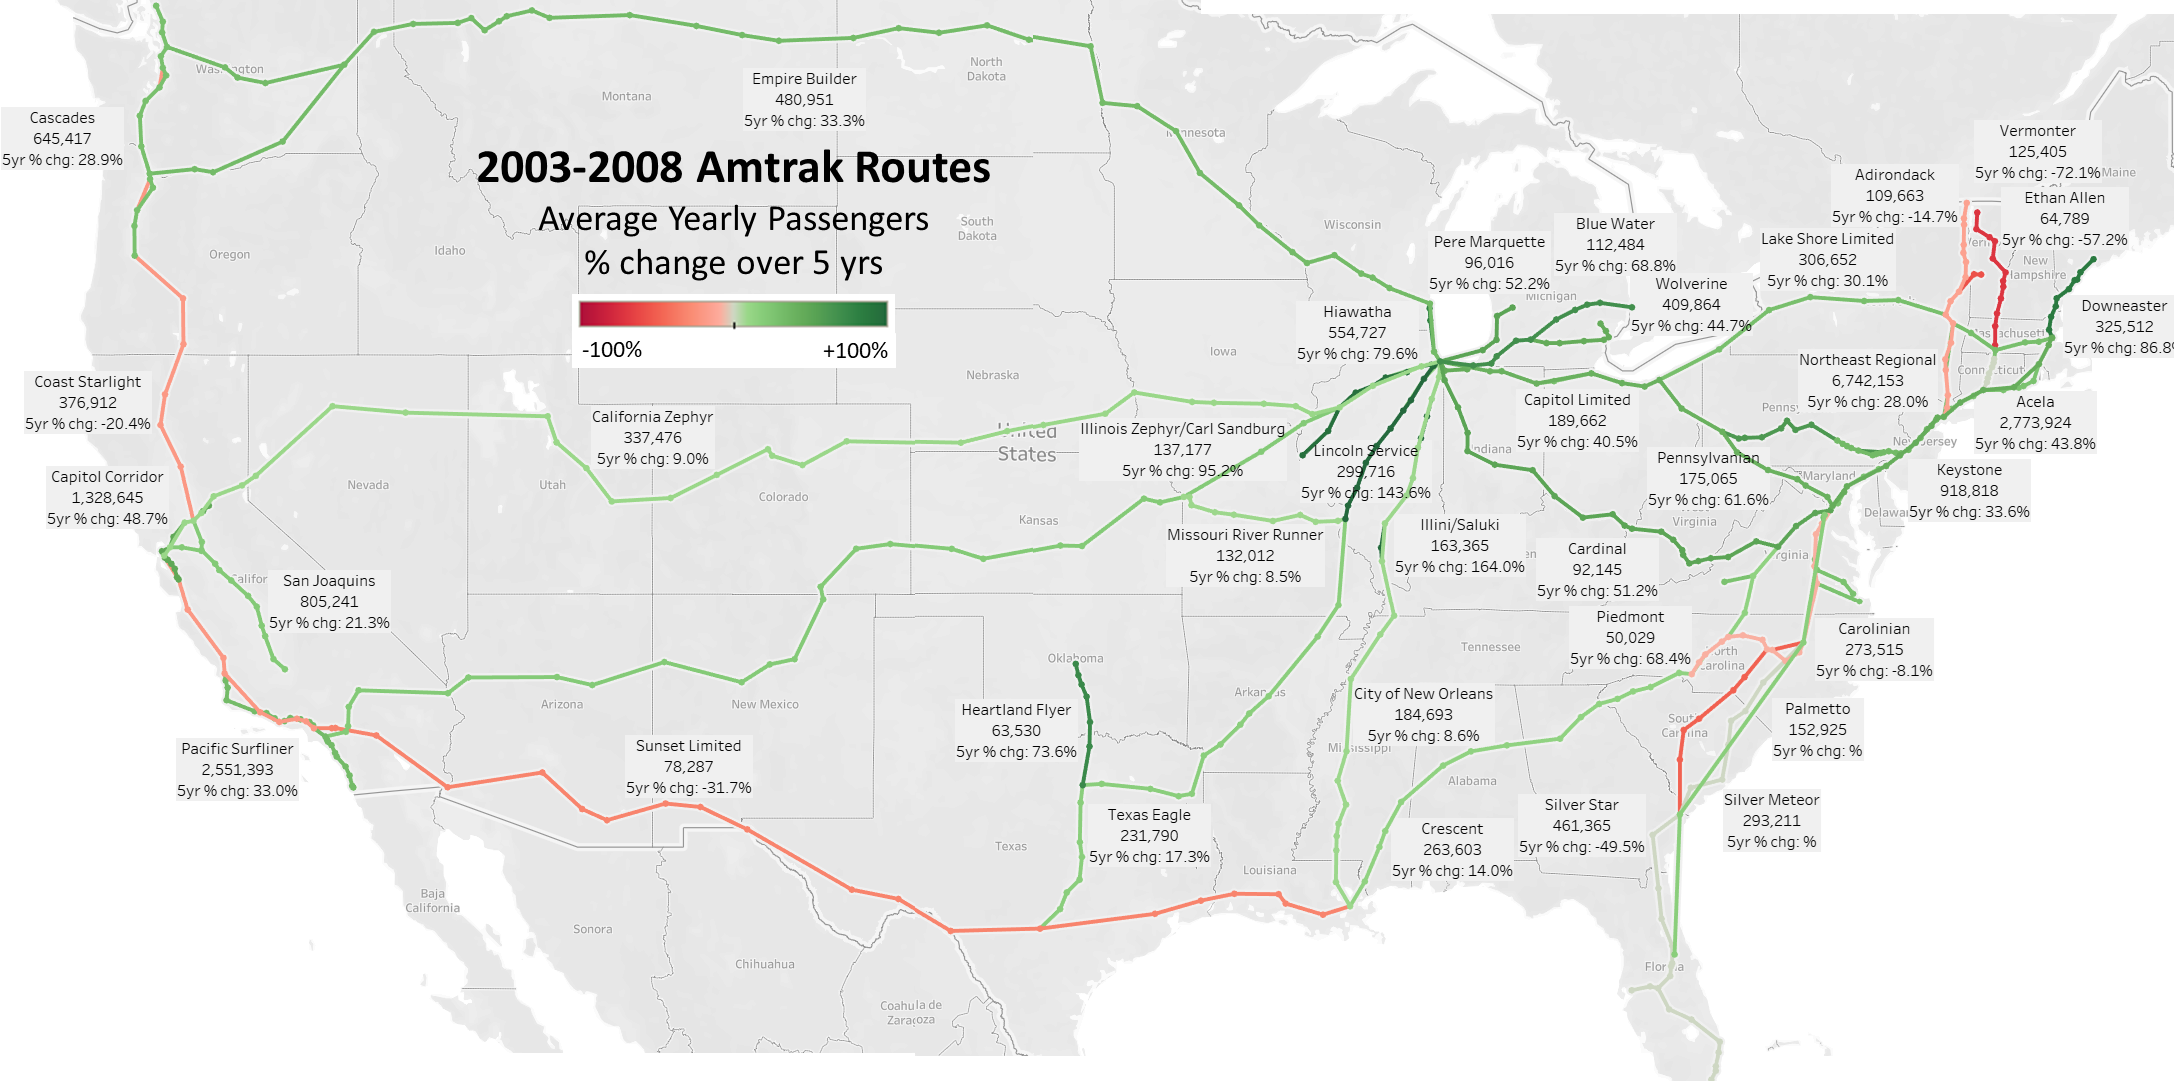 2003-2008 Amtrak Routes
Average Yearly Passengers
% change over 5 yrs
-100%
+100%
Cascades
645,417
5yr % chg: 28.9%
Empire Builder
480,951
5yr % chg: 33.3%
Coast Starlight
376,912
5yr % chg: -20.4%
Capitol Corridor
1,328,645
5yr % chg: 48.7%
San Joaquins
805,241
5yr % chg: 21.3%
Pacific Surfliner
2,551,393
5yr % chg: 33.0%
California Zephyr
337,476
5yr % chg: 9.0%
Sunset Limited
78,287
5yr % chg: -31.7%
Heartland Flyer
63,530
5yr % chg: 73.6%
Texas Eagle
231,790
5yr % chg: 17.3%
Illinois Zephyr/Carl Sandburg
137,177
5yr % chg: 95.2%
Missouri River Runner
132,012
5yr % chg: 8.5%
Lincoln Service
299,716
5yr % chg: 143.6%
Hiawatha
554,727
5yr % chg: 79.6%
Pere Marquette
96,016
5yr % chg: 52.2%
Blue Water
112,484
5yr % chg: 68.8%
Wolverine
409,864
5yr % chg: 44.7%
Lake Shore Limited
306,652
5yr % chg: 30.1%
Adirondack
109,663
5yr % chg: -14.7%
Vermonter
125,405
5yr % chg: -72.1%
Ethan Allen
64,789
5yr % chg: -57.2%
Downeaster
325,512
5yr % chg: 86.8%
Northeast Regional
6,742,153
5yr % chg: 28.0%
Acela
2,773,924
5yr % chg: 43.8%
Keystone
918,818
5yr % chg: 33.6%
Capitol Limited
189,662
5yr % chg: 40.5%
Pennsylvanian
175,065
5yr % chg: 61.6%
Illini/Saluki
163,365
5yr % chg: 164.0%
Cardinal
92,145
5yr % chg: 51.2%
Piedmont
50,029
5yr % chg: 68.4%
Carolinian
273,515
5yr % chg: -8.1%
City of New Orleans
184,693
5yr % chg: 8.6%
Palmetto
152,925
5yr % chg: %
Silver Meteor
293,211
5yr % chg: %
Silver Star
461,365
5yr % chg: -49.5%
Crescent
263,603
5yr % chg: 14.0%
Washington
Montana
North
Dakota
Minnesota
South
Dakota
Wisconsin
Michigan
Oregon
Idaho
Iowa
Nebraska
United
States
Nevada
Utah
Colorado
Kansas
Indiana
West
Virginia
Virginia
Maryland
Delaware
New Jersey
Connecticut
Massachusetts
New
Hampshire
Maine
Tennessee
North
Carolina
South
Carolina
Oklahoma
Arkansas
Arizona
New Mexico
Texas
Louisiana
Mississippi
Alabama
Florida
Baja
California
Sonora
Chihuahua
Coahuila de
Zaragoza